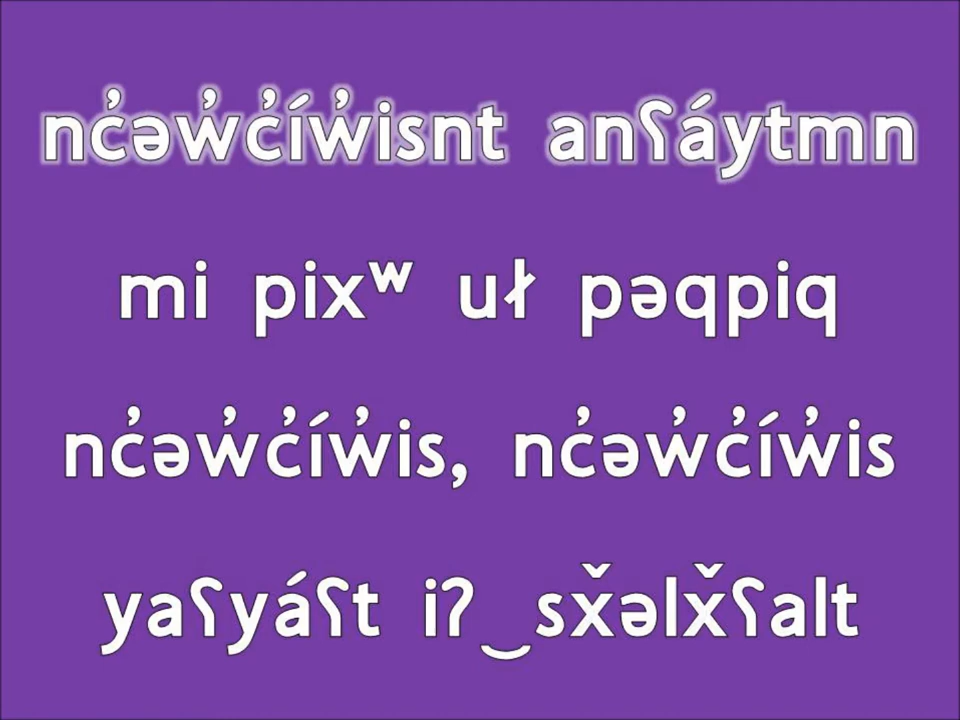 nc̓əw̓c̓íw̓isnt anʕáytmn
mi pixʷ uł pəqpiq
nc̓əw̓c̓íw̓is, nc̓əw̓c̓íw̓is
yaʕyáʕt iʔ‿sx̌əlx̌ʕalt